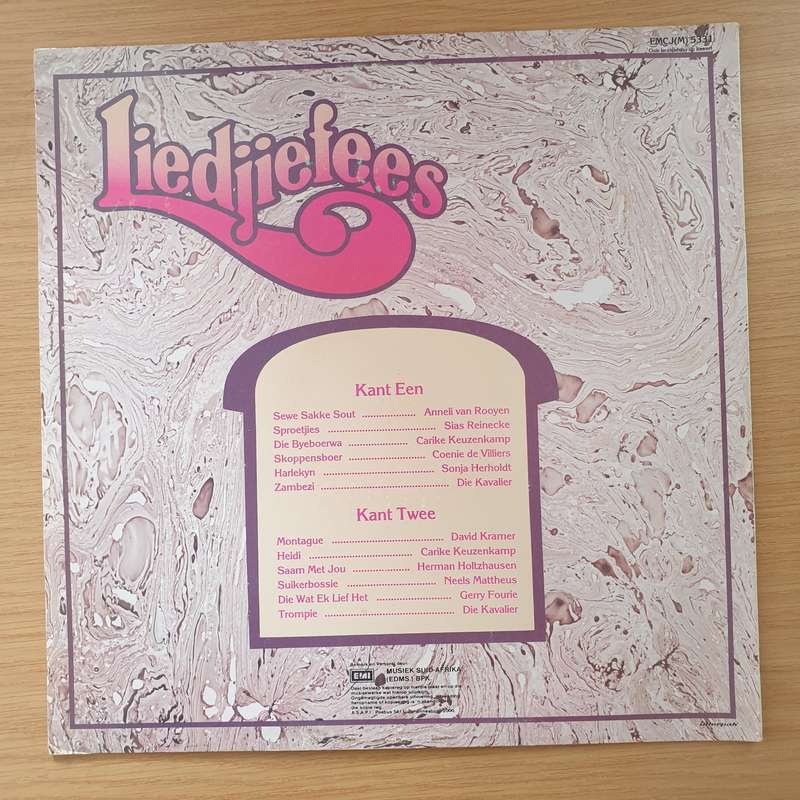 EMCJ(M) 5331
Liedjiefees
Kant Een
Sewe Sakke Sout .................... Anneli van Rooyen
Sproetjies .................... Sias Reinecke
Die Byeboerwa .................... Carike Keuzenkamp
Skoppensboer .................... Coenie de Villiers
Harlekyn .................... Sonja Herholdt
Zambezi .................... Die Kavalier
Kant Twee
Montague .................... David Kramer
Heidi .................... Carike Keuzenkamp
Saam Met Jou .................... Herman Holtzhausen
Suikerbossie .................... Neels Mattheus
Die Wat Ek Lief Het .................... Gerry Fourie
Trompie .................... Die Kavalier
EMI
MUSIEK SUID-AFRIKA
(EDMS.) BPK.